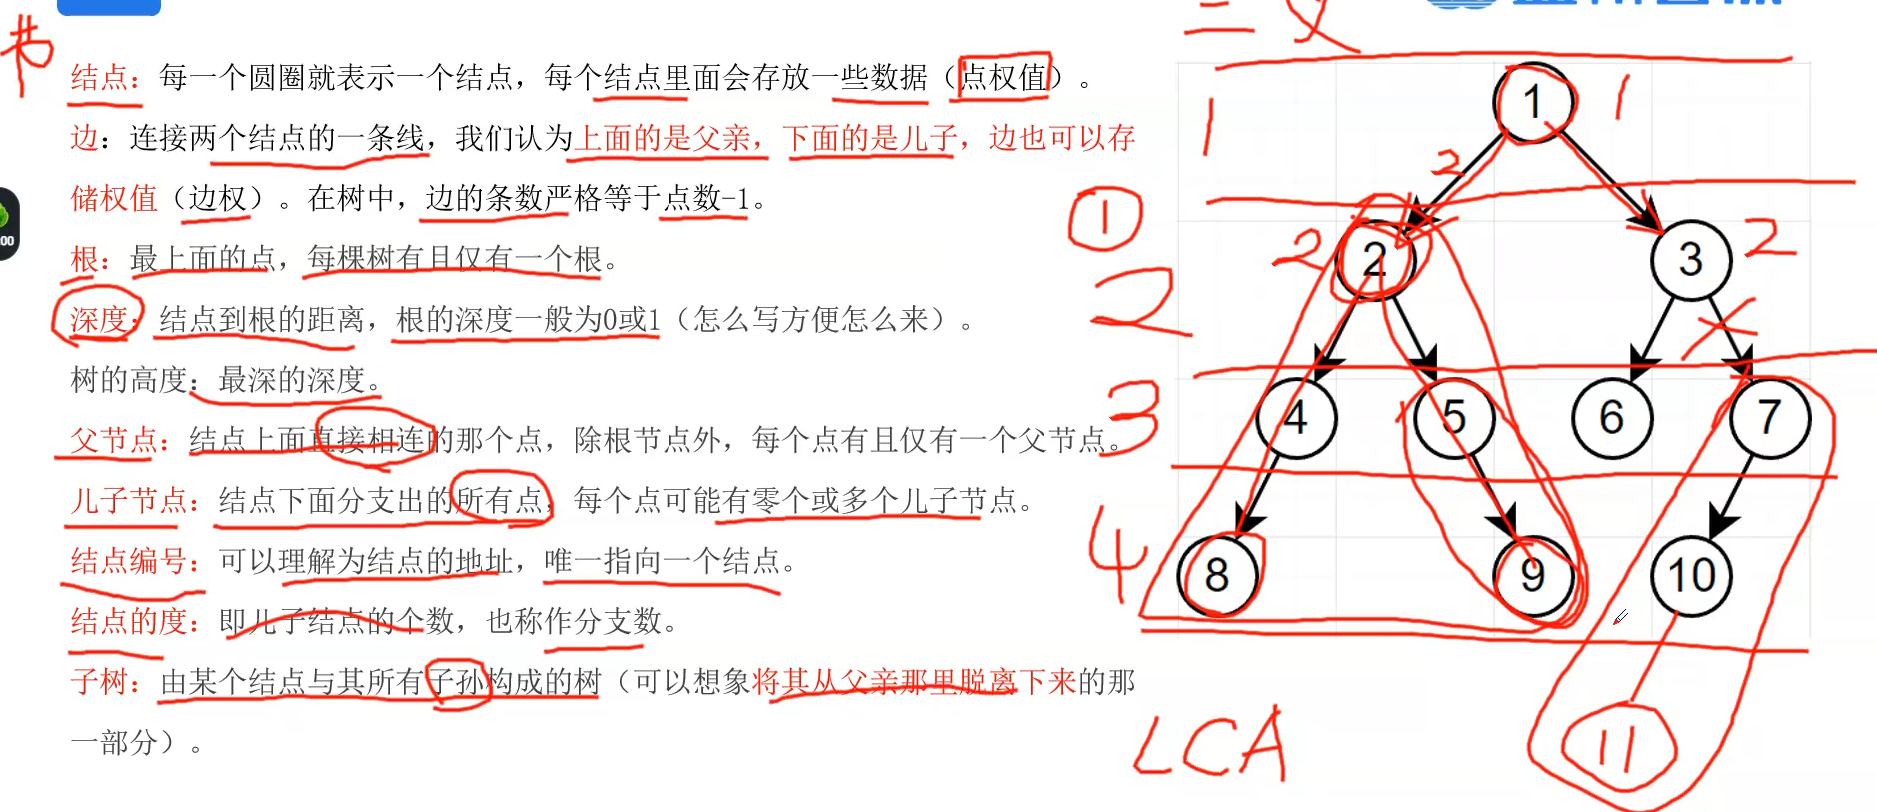 结点：每一个圆圈就表示一个结点，每个结点里面会存放一些数据（点权值）。
边：连接两个结点的一条线，我们认为上面的是父亲，下面的是儿子，边也可以存
储权值（边权）。在树中，边的条数严格等于点数-1。
根：最上面的点，每棵树有且仅有一个根。
深度：结点到根的距离，根的深度一般为0或1（怎么写方便怎么来）。
树的高度：最深的深度。
父节点：结点上面直接相连的那个点，除根节点外，每个点有且仅有一个父节点。
儿子节点：结点下面分支出的所有点，每个点可能有零个或多个儿子节点。
结点编号：可以理解为结点的地址，唯一指向一个结点。
结点的度：即儿子结点的个数，也称作分支数。
子树：由某个结点与其所有子孙构成的树（可以想象将其从父亲那里脱离下来的那
一部分）。
1 1 1
2
1
2 2 3 2
2
3 4 5 6 7
4 8 9 10
LCA 11